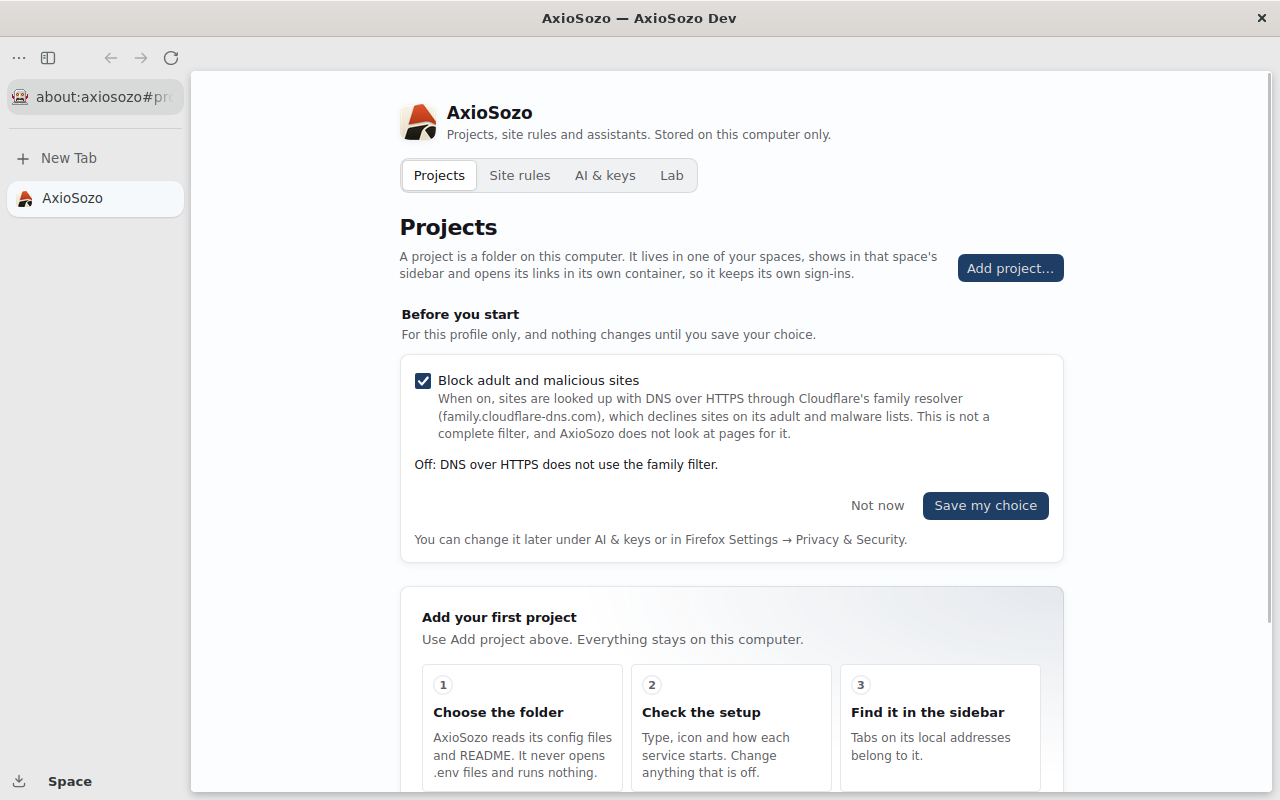 AxioSozo — AxioSozo Dev
about:axiosozo#pr
New Tab
AxioSozo
Space
AxioSozo
Projects, site rules and assistants. Stored on this computer only.
Projects
Site rules
AI & keys
Lab
Projects
A project is a folder on this computer. It lives in one of your spaces, shows in that space's
sidebar and opens its links in its own container, so it keeps its own sign-ins.
Add project…
Before you start
For this profile only, and nothing changes until you save your choice.
Block adult and malicious sites
When on, sites are looked up with DNS over HTTPS through Cloudflare's family resolver
(family.cloudflare-dns.com), which declines sites on its adult and malware lists. This is not a
complete filter, and AxioSozo does not look at pages for it.
Off: DNS over HTTPS does not use the family filter.
Not now
Save my choice
You can change it later under AI & keys or in Firefox Settings → Privacy & Security.
Add your first project
Use Add project above. Everything stays on this computer.
1
Choose the folder
AxioSozo reads its config files
and README. It never opens
.env files and runs nothing.
2
Check the setup
Type, icon and how each
service starts. Change
anything that is off.
3
Find it in the sidebar
Tabs on its local addresses
belong to it.